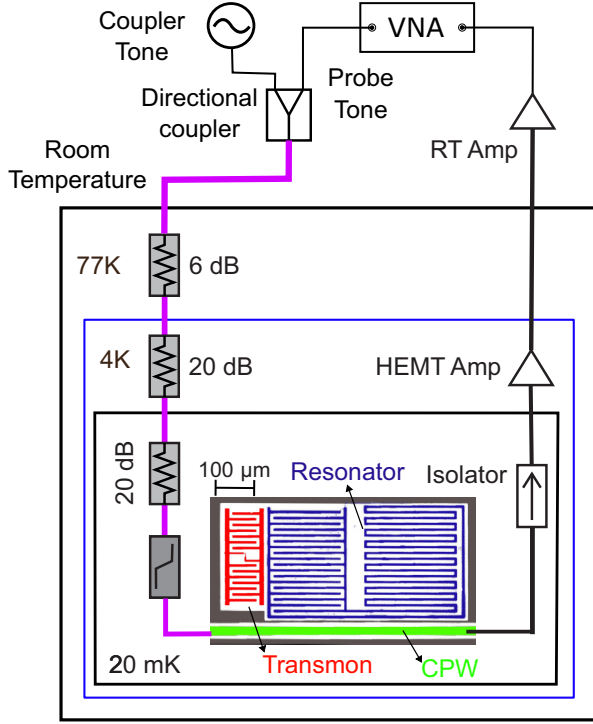 Coupler
Tone
VNA
Directional
coupler
Probe
Tone
RT Amp
Room
Temperature
77K
6 dB
4K
20 dB
HEMT Amp
20 dB
100 μm
Resonator
Isolator
20 mK
Transmon
CPW